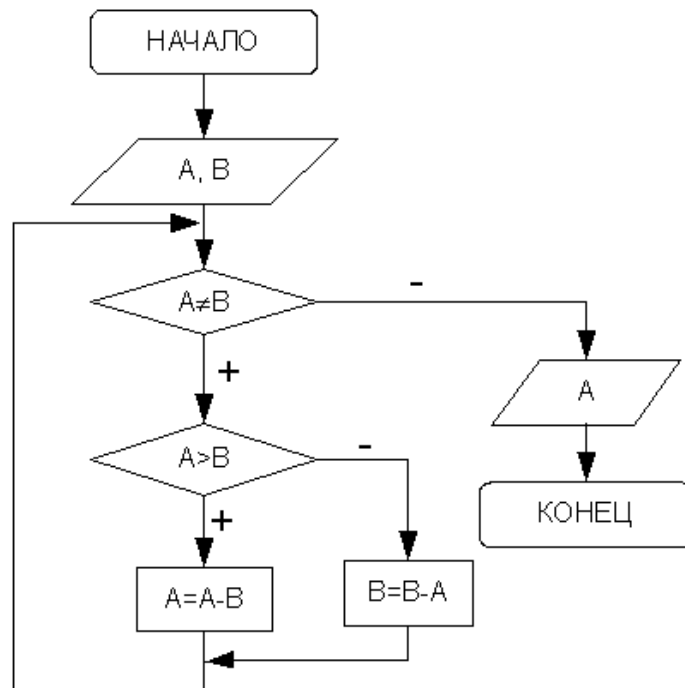 НАЧАЛО
A, B
A≠B
-
+
A
A>B
-
+
КОНЕЦ
A=A-B
B=B-A